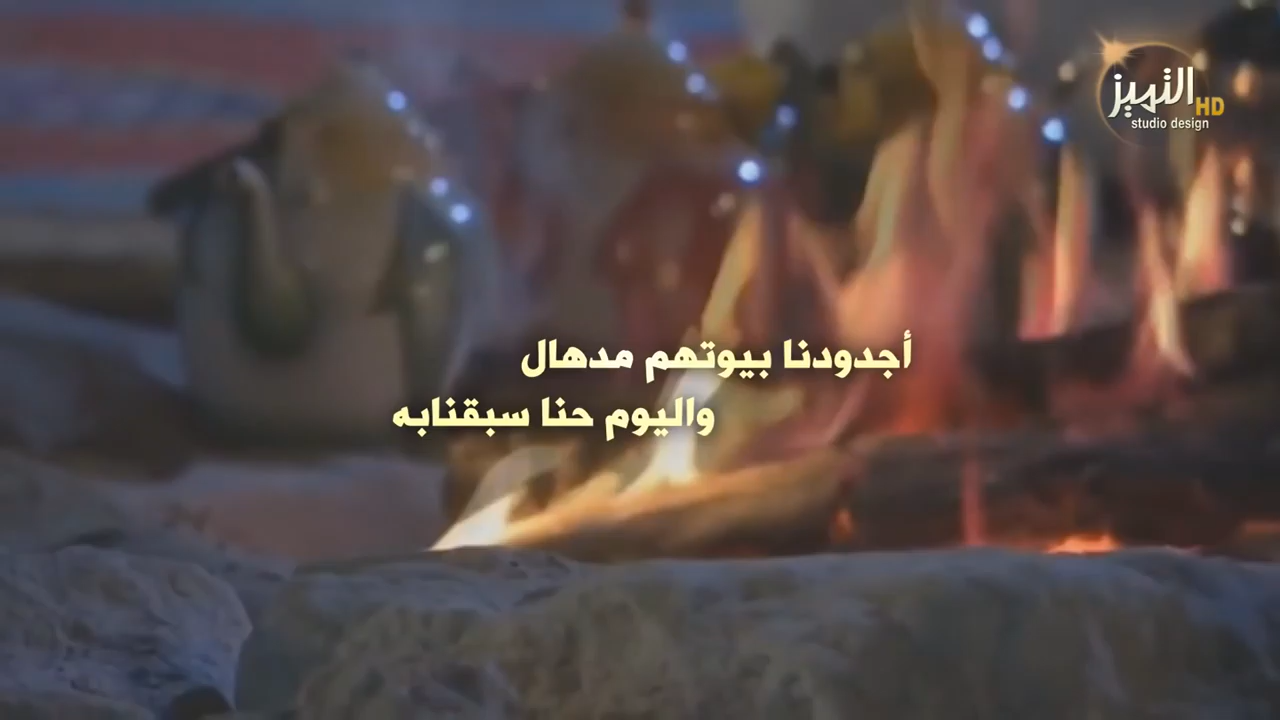 التميز HD
studio design
أجدودنا بيوتهم مدهال
واليوم حنا سبقنابه